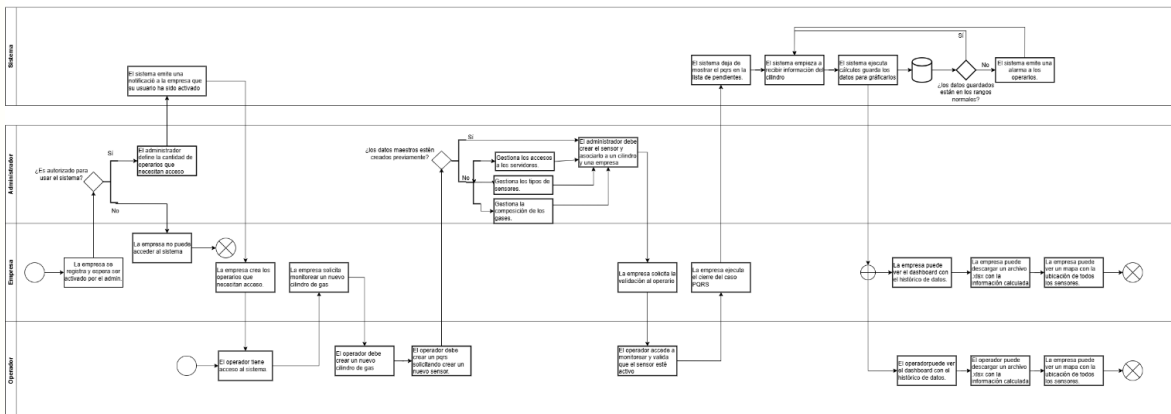 Sistema
El sistema emite una
notificació a la empresa que
su usuario ha sido activado
El sistema deja de
mostrar el pqrs en la
lista de pendientes.
El sistema empieza a
recibir información del
cilindro
El sistema ejecuta
cálculos guarda los
datos para gráficarlos
Si
No
¿los datos guardados
están en los rangos
normales?
El sistema emite una
alarma a los
operarios.
Administrador
¿Es autorizado para
usar el sistema?
Si
No
El administrador
define la cantidad de
operarios que
necesitan acceso
¿los datos maestros estén
creados previamente?
Si
No
Gestiona los accesos
a los servidores.
Gestiona los tipos de
sensores.
Gestiona la
composición de los
gases.
El administrador debe
crear el sensor y
asociarlo a un cilindro
y una empresa
Empresa
La empresa se
registra y espera ser
activado por el admin.
La empresa no puede
acceder al sistema
La empresa crea los
operarios que
necesitan acceso.
La empresa solicita
monitorear un nuevo
cilindro de gas
La empresa solicita la
validación al operario
La empresa ejecuta
el cierre del caso
PQRS
La empresa puede
ver el dashboard con
el histórico de datos.
La empresa puede
descargar un archivo
.xlsx con la
información calculada
La empresa puede
ver un mapa con la
ubicación de todos
los sensores.
Operador
El operador tiene
acceso al sistema.
El operador debe
crear un nuevo
cilindro de gas
El operador debe
crear un pqrs
solicitando crear un
nuevo sensor.
El operador accede a
monitorear y valida
que el sensor esté
activo
El operadorpuede ver
el dashboard con el
histórico de datos.
El operador puede
descargar un archivo
.xlsx con la
información calculada
La empresa puede
ver un mapa con la
ubicación de todos
los sensores.